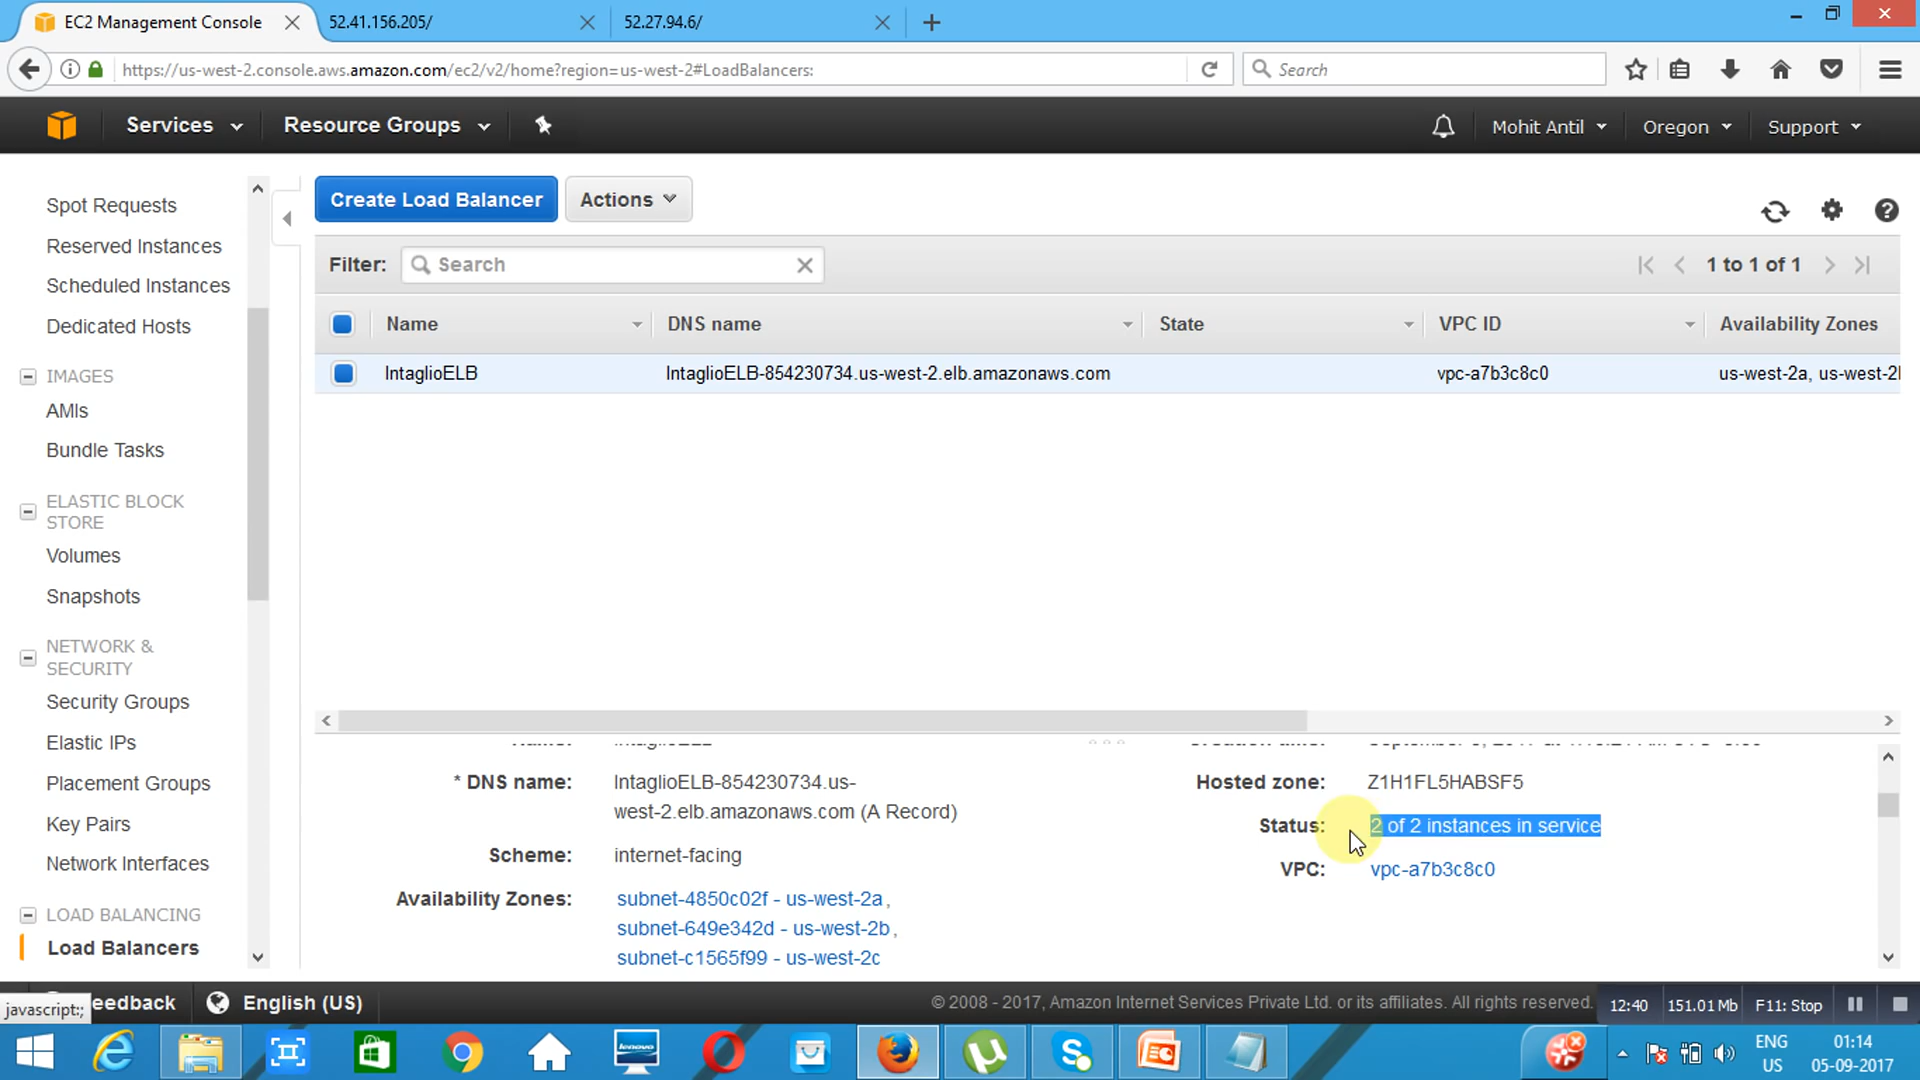 EC2 Management Console
52.41.156.205/
52.27.94.6/
https://us-west-2.console.aws.amazon.com/ec2/v2/home?region=us-west-2#LoadBalancers:
Search
Services
Resource Groups
Mohit Antil
Oregon
Support
Spot Requests
Reserved Instances
Scheduled Instances
Dedicated Hosts
IMAGES
AMIs
Bundle Tasks
ELASTIC BLOCK
STORE
Volumes
Snapshots
NETWORK &
SECURITY
Security Groups
Elastic IPs
Placement Groups
Key Pairs
Network Interfaces
LOAD BALANCING
Load Balancers
Create Load Balancer
Actions
Filter:
Search
1 to 1 of 1
Name
DNS name
State
VPC ID
Availability Zones
IntaglioELB
IntaglioELB-854230734.us-west-2.elb.amazonaws.com
vpc-a7b3c8c0
us-west-2a, us-west-2
* DNS name:
IntaglioELB-854230734.us-
west-2.elb.amazonaws.com (A Record)
Scheme:
internet-facing
Availability Zones:
subnet-4850c02f - us-west-2a,
subnet-649e342d - us-west-2b,
subnet-c1565f99 - us-west-2c
Hosted zone:
Z1H1FL5HABSF5
Status:
2 of 2 instances in service
VPC:
vpc-a7b3c8c0
javascript:;
eedback
English (US)
© 2008 - 2017, Amazon Internet Services Private Ltd. or its affiliates. All rights reserved.
12:40
151.01 Mb
F11: Stop
lenovo
ENG
US
01:14
05-09-2017